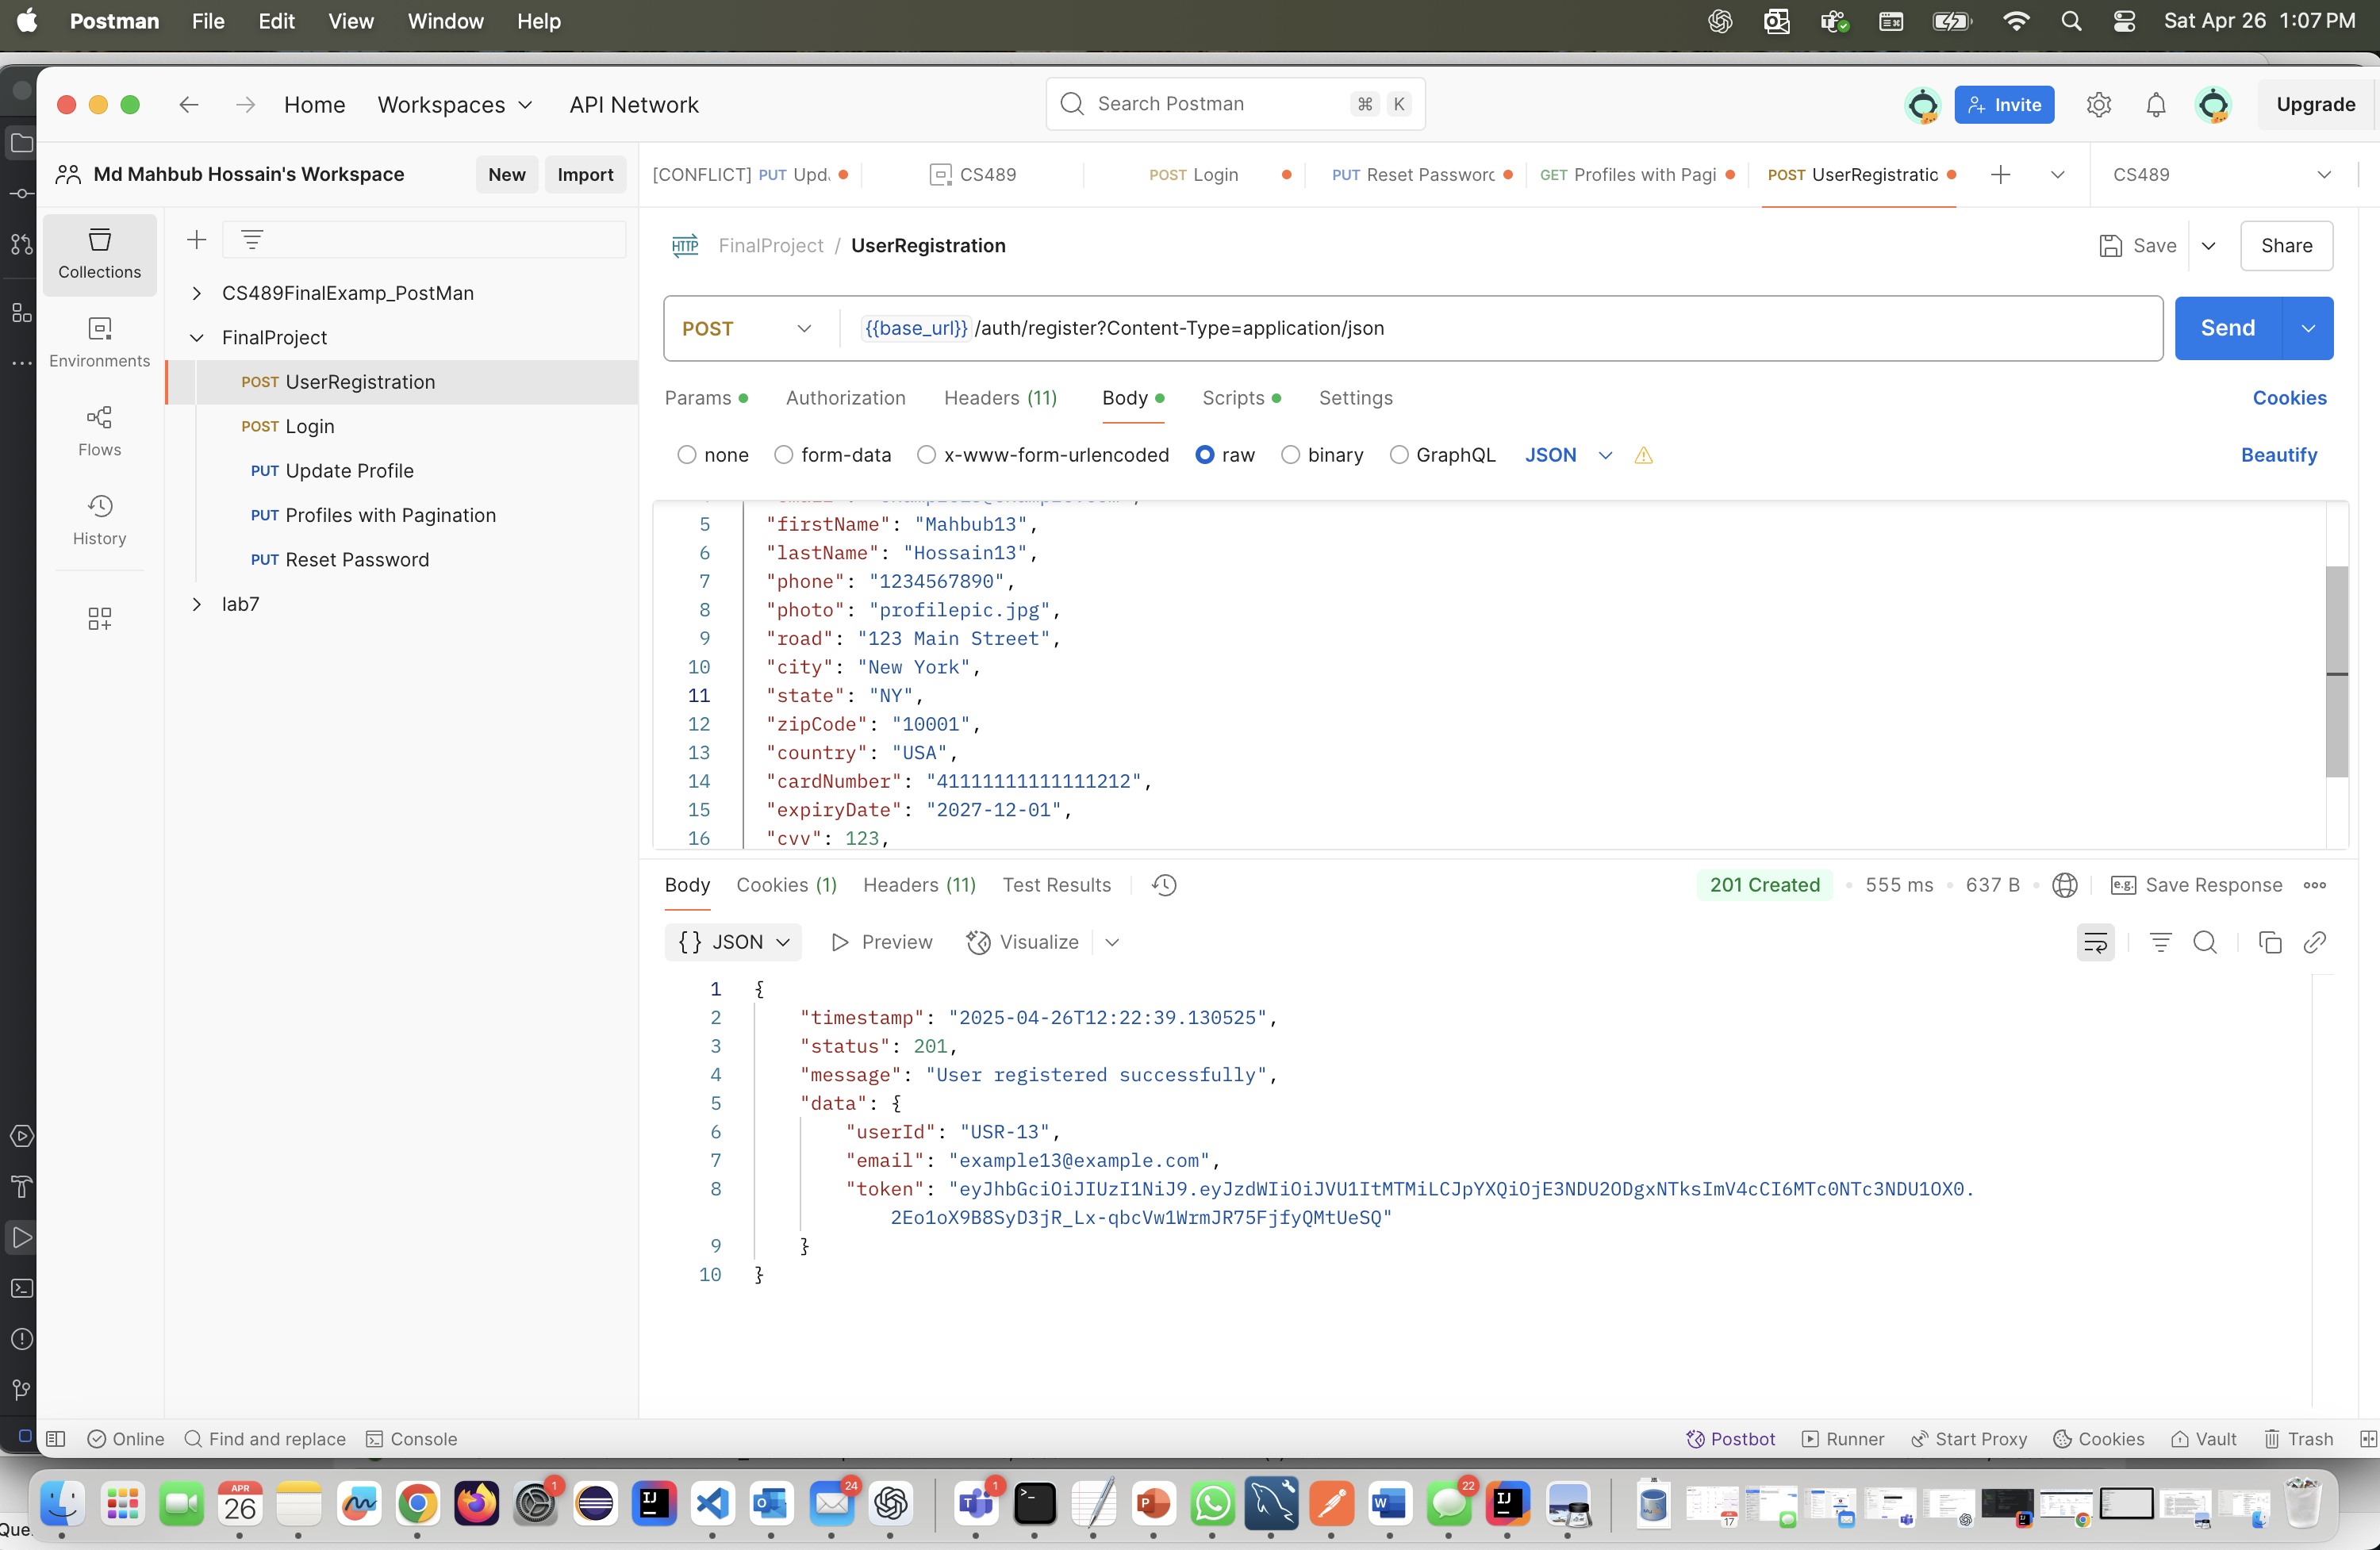 Postman File Edit View Window Help
Sat Apr 26 1:07 PM
Home Workspaces API Network
Search Postman ⌘ K
Invite
Upgrade
Md Mahbub Hossain's Workspace
New Import
[CONFLICT] PUT Upd
CS489
POST Login
PUT Reset Passworc
GET Profiles with Pagi
POST UserRegistratic
CS489
Collections
Environments
Flows
History
CS489FinalExamp_PostMan
FinalProject
POST UserRegistration
POST Login
PUT Update Profile
PUT Profiles with Pagination
PUT Reset Password
lab7
HTTP FinalProject / UserRegistration
Save
Share
POST {{base_url}}/auth/register?Content-Type=application/json
Send
Params Authorization Headers (11) Body Scripts Settings
Cookies
none form-data x-www-form-urlencoded raw binary GraphQL JSON
Beautify
5 "firstName": "Mahbub13",
6 "lastName": "Hossain13",
7 "phone": "1234567890",
8 "photo": "profilepic.jpg",
9 "road": "123 Main Street",
10 "city": "New York",
11 "state": "NY",
12 "zipCode": "10001",
13 "country": "USA",
14 "cardNumber": "41111111111111212",
15 "expiryDate": "2027-12-01",
16 "cvv": 123,
Body Cookies (1) Headers (11) Test Results
201 Created 555 ms 637 B
e.g. Save Response
{} JSON Preview Visualize
1 {
2 "timestamp": "2025-04-26T12:22:39.130525",
3 "status": 201,
4 "message": "User registered successfully",
5 "data": {
6 "userId": "USR-13",
7 "email": "example13@example.com",
8 "token": "eyJhbGciOiJIUzI1NiJ9.eyJzdWIiOiJVU1ItMTMiLCJpYXQiOjE3NDU2ODgxNTksImV4cCI6MTc0NTc3NDU1OX0.
2Eo1oX9B8SyD3jR_Lx-qbcVw1WrmJR75FjfyQMtUeSQ"
9 }
10 }
Online Find and replace Console
Postbot Runner Start Proxy Cookies Vault Trash
Que
APR
26
1
24
1
22
17